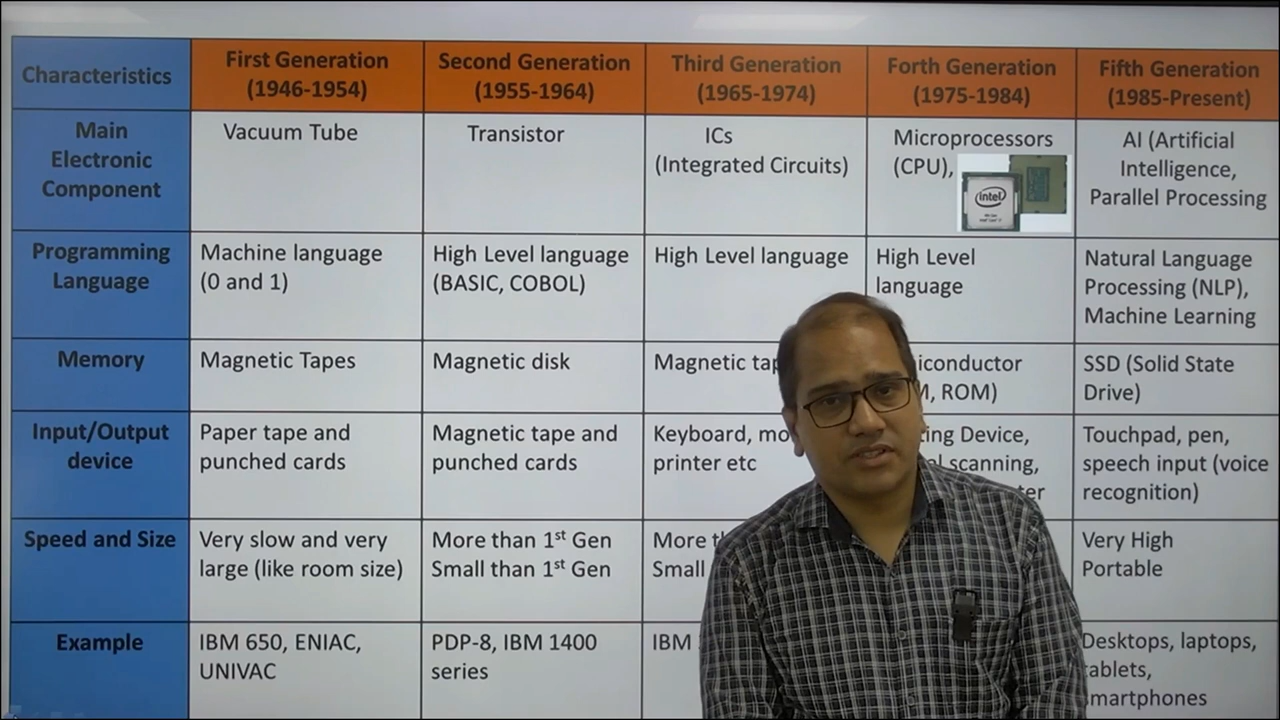 Characteristics
First Generation
(1946-1954)
Second Generation
(1955-1964)
Third Generation
(1965-1974)
Forth Generation
(1975-1984)
Fifth Generation
(1985-Present)
Main
Electronic
Component
Vacuum Tube
Transistor
ICs
(Integrated Circuits)
Microprocessors
(CPU),
intel
AI (Artificial
Intelligence,
Parallel Processing
Programming
Language
Machine language
(0 and 1)
High Level language
(BASIC, COBOL)
High Level language
High Level
language
Natural Language
Processing (NLP),
Machine Learning
Memory
Magnetic Tapes
Magnetic disk
Magnetic
ROM)
SSD (Solid State
Drive)
Input/Output
device
Paper tape and
punched cards
Magnetic tape and
punched cards
Keyboard,
printer etc
Device,
scanning,
Touchpad, pen,
speech input (voice
recognition)
Speed and Size
Very slow and very
large (like room size)
More than 1st Gen
Small than 1st Gen
More
Small
Very High
Portable
Example
IBM 650, ENIAC,
UNIVAC
PDP-8, IBM 1400
series
IBM
Desktops, laptops,
tablets,
smartphones